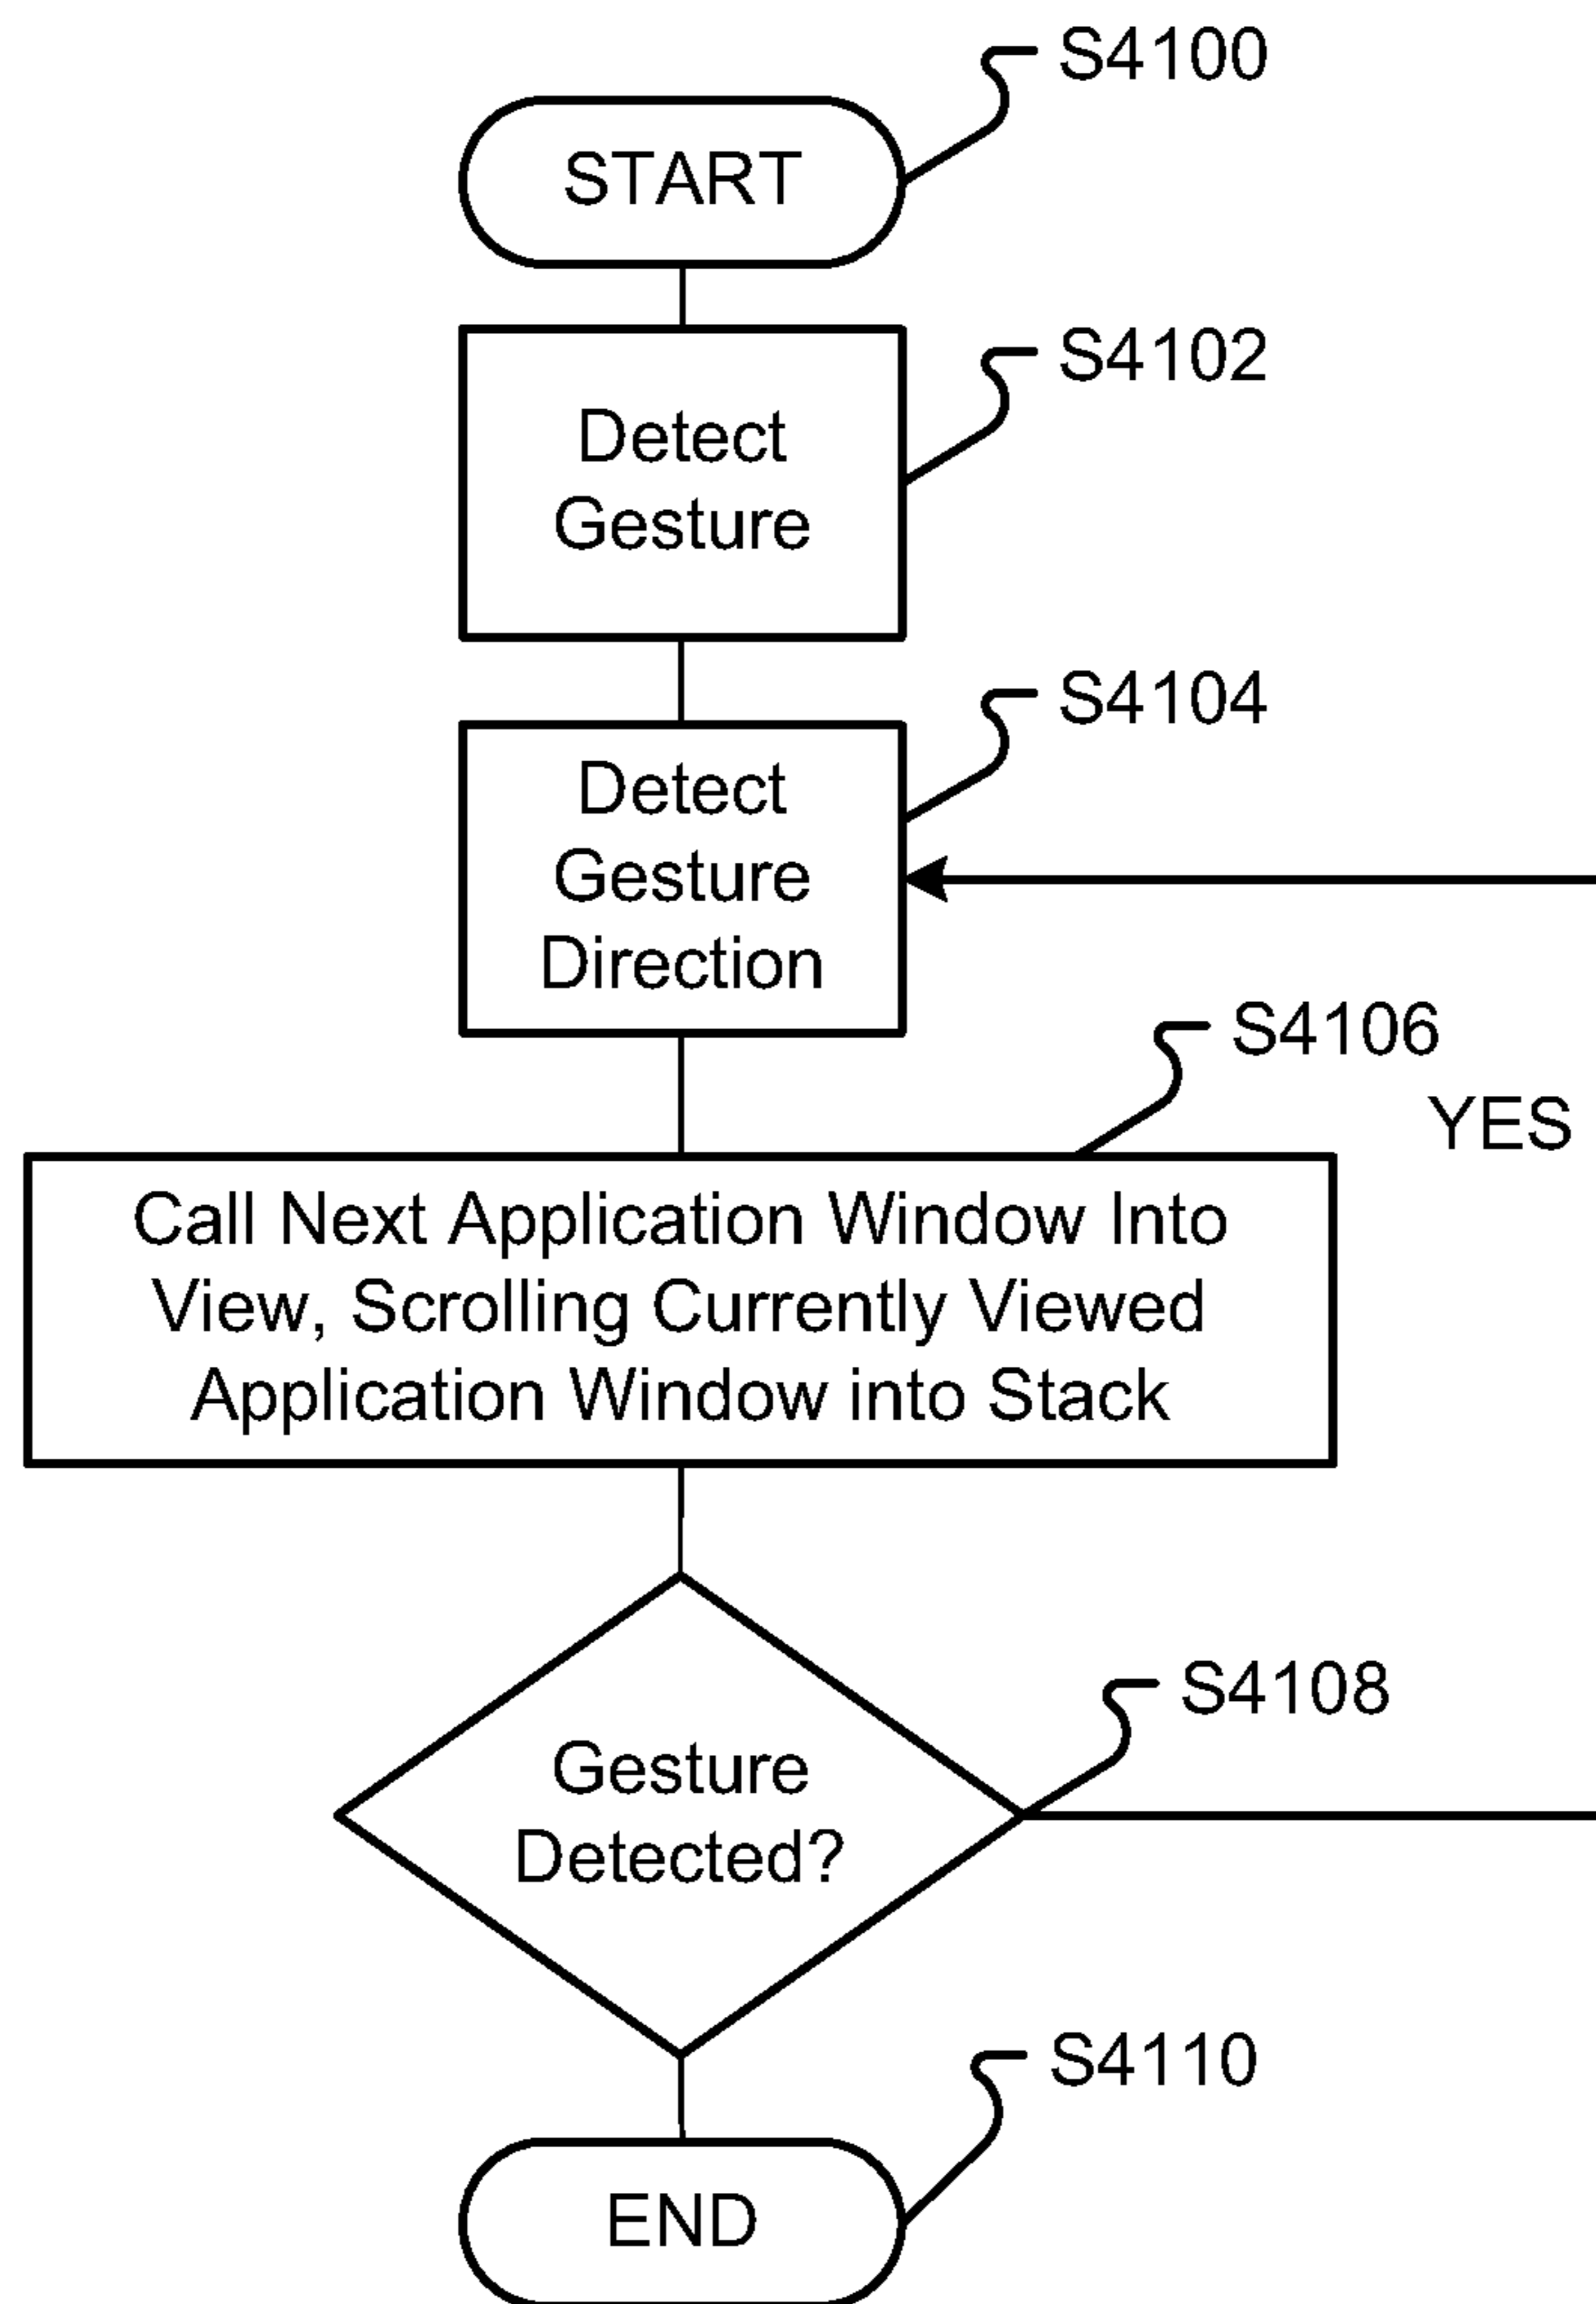 S4100
START
S4102
Detect
Gesture
S4104
Detect
Gesture
Direction
S4106
YES
Call Next Application Window Into
View, Scrolling Currently Viewed
Application Window into Stack
S4108
Gesture
Detected?
S4110
END